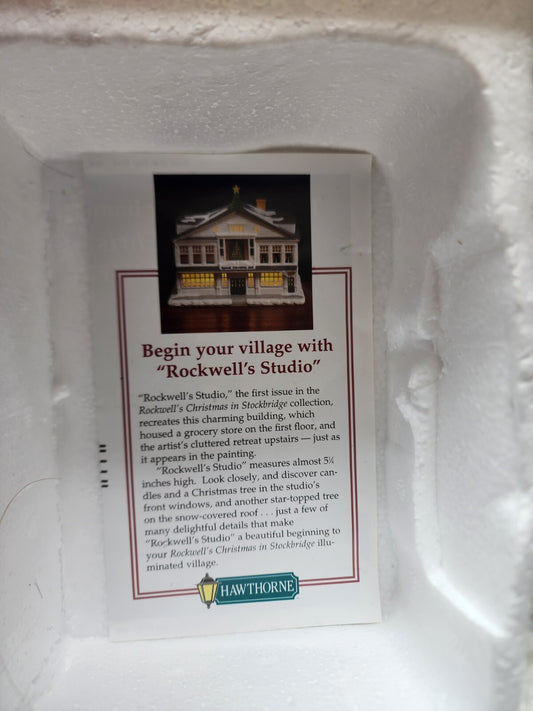 Begin your village with
“Rockwell’s Studio”
“Rockwell’s Studio,” the first issue in the
Rockwell’s Christmas in Stockbridge collection,
recreates this charming building, which
housed a grocery store on the first floor, and
the artist’s cluttered retreat upstairs — just as
it appears in the painting.
“Rockwell’s Studio” measures almost 5¼
inches high. Look closely, and discover can-
dles and a Christmas tree in the studio’s
front windows, and another star-topped tree
on the snow-covered roof . . . just a few of
many delightful details that make
“Rockwell’s Studio” a beautiful beginning to
your Rockwell’s Christmas in Stockbridge illu-
minated village.
HAWTHORNE